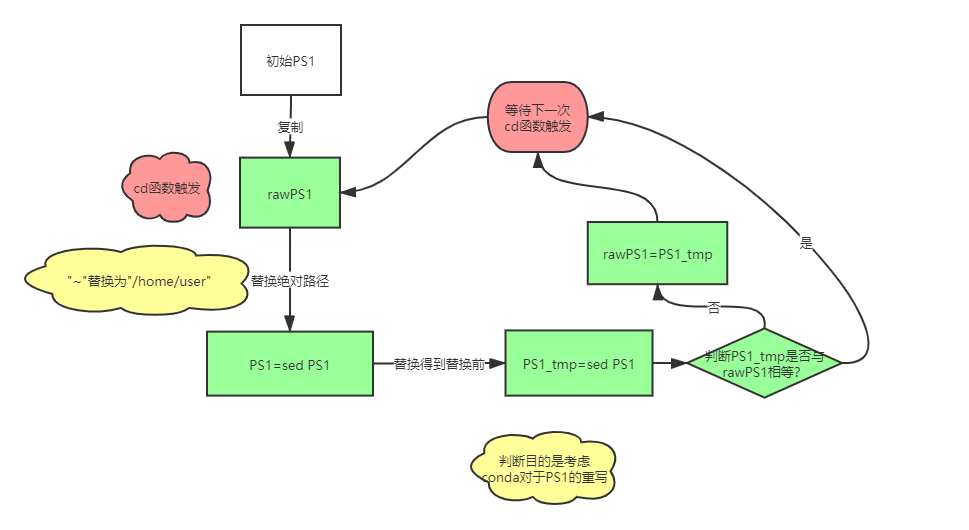 初始PS1
复制
等待下一次
cd函数触发
cd函数触发
rawPS1
"~"替换为"/home/user"
替换绝对路径
rawPS1=PS1_tmp
是
否
PS1=sed PS1
替换得到替换前
PS1_tmp=sed PS1
判断PS1_tmp是否与
rawPS1相等?
判断目的是考虑
conda对于PS1的重写